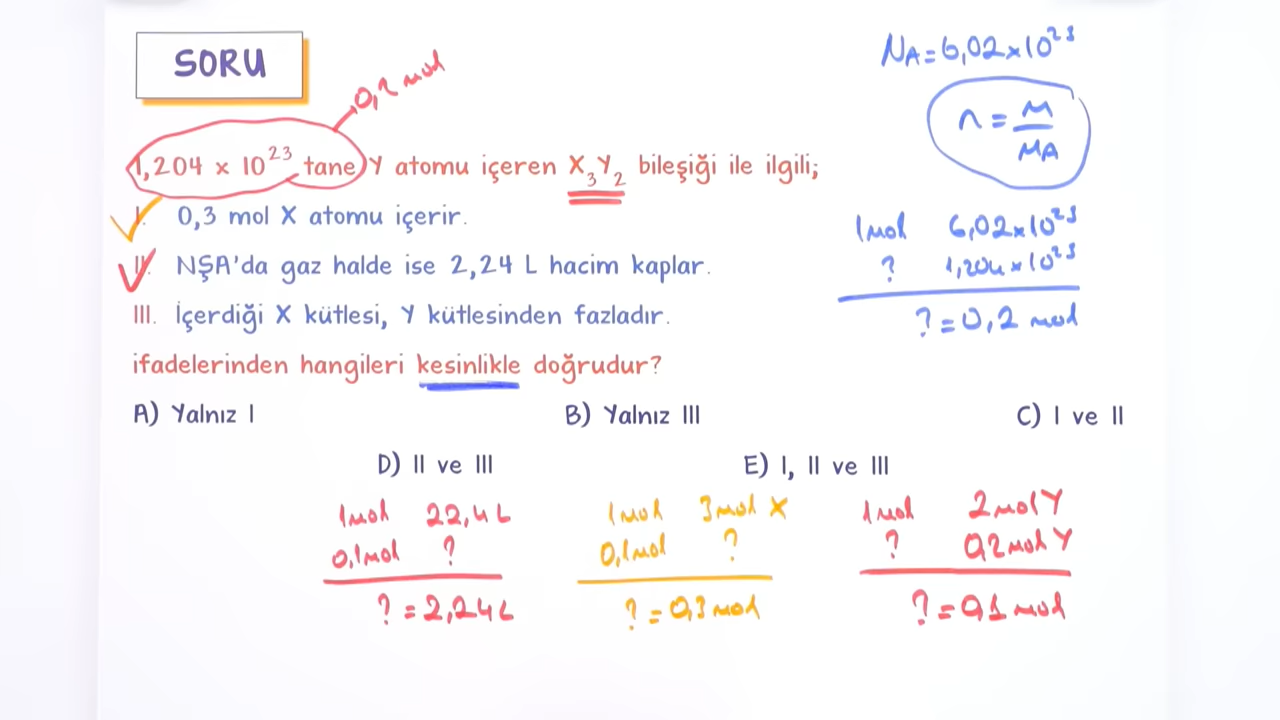 SORU
0,2 mol
1,204 x 10²³ tane Y atomu içeren X₃Y₂ bileşiği ile ilgili;
I. 0,3 mol X atomu içerir.
II. NŞA'da gaz halde ise 2,24 L hacim kaplar.
III. İçerdiği X kütlesi, Y kütlesinden fazladır.
ifadelerinden hangileri kesinlikle doğrudur?
A) Yalnız I B) Yalnız III C) I ve II
D) II ve III E) I, II ve III
NA=6,02x10²³
n = M
MA
1mol 6,02x10²³
? 1,204x10²³
? = 0,2 mol
1mol 22,4L
0,1mol ?
? = 2,24L
1mol 3mol X
0,1mol ?
? = 0,3 mol
1mol 2molY
? 0,2mol Y
? = 0,1 mol